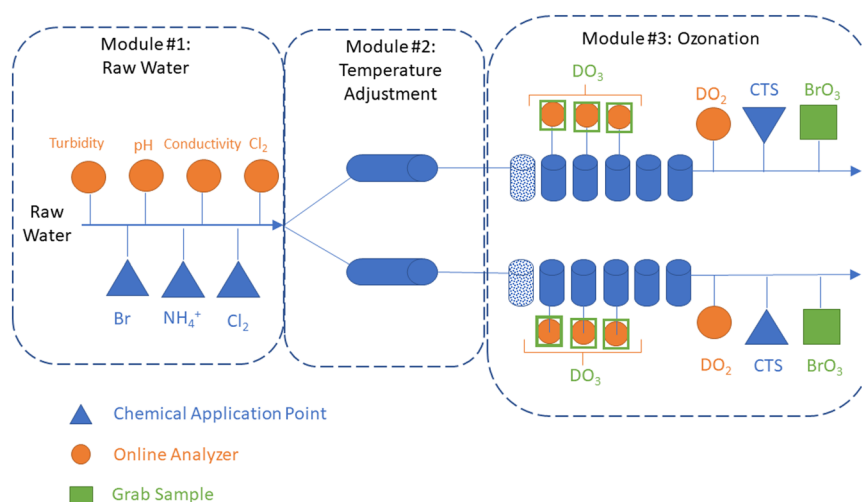 Module #1:
Raw Water
Module #2:
Temperature
Adjustment
Module #3: Ozonation
Turbidity
pH
Conductivity
Cl₂
Raw
Water
Br
NH₄⁺
Cl₂
DO₃
DO₂
CTS
BrO₃
DO₃
DO₂
CTS
BrO₃
Chemical Application Point
Online Analyzer
Grab Sample